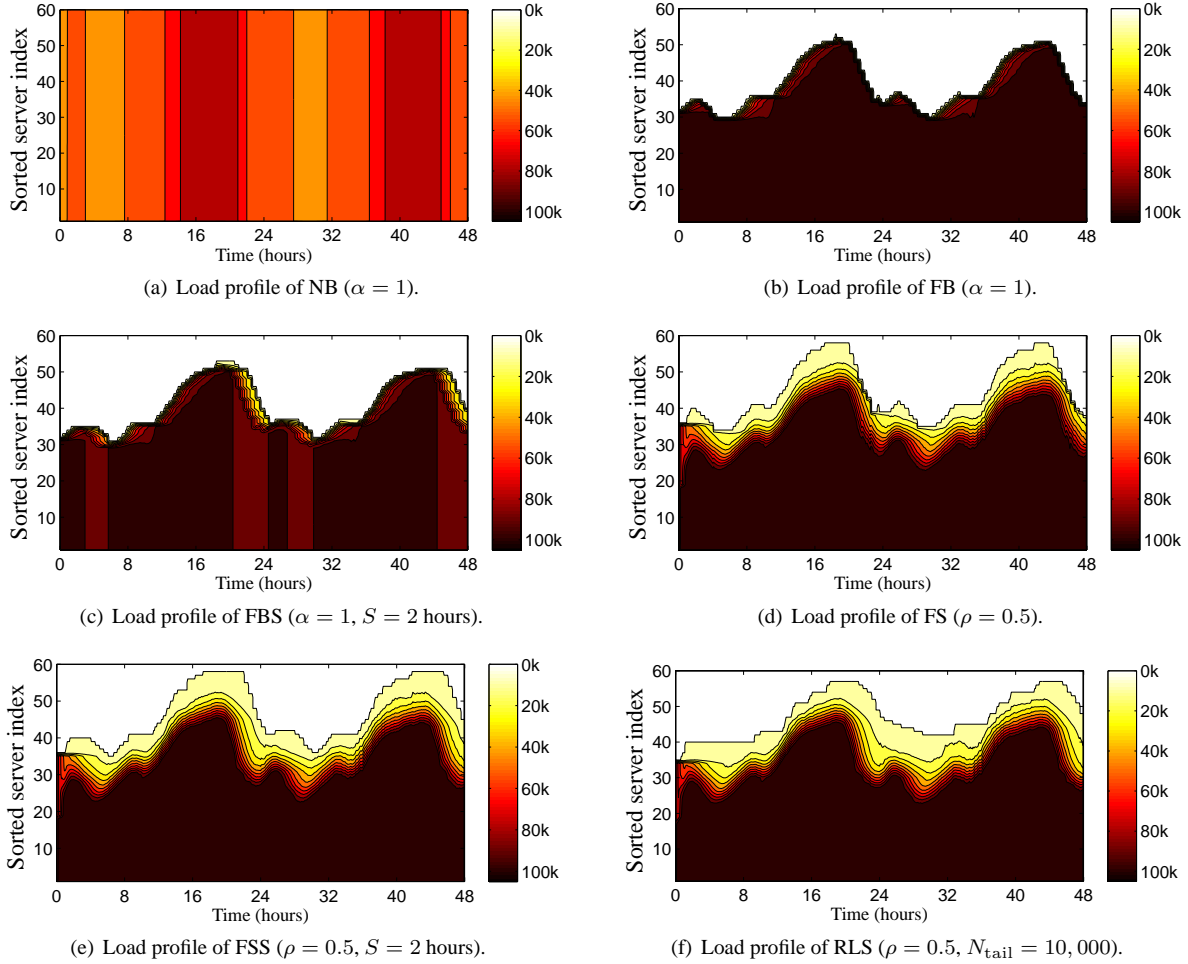 60
50
40
30
20
10
Sorted server index
0 8 16 24 32 40 48
Time (hours)
0k
20k
40k
60k
80k
100k
(a) Load profile of NB (α = 1).
60
50
40
30
20
10
Sorted server index
0 8 16 24 32 40 48
Time (hours)
0k
20k
40k
60k
80k
100k
(b) Load profile of FB (α = 1).
60
50
40
30
20
10
Sorted server index
0 8 16 24 32 40 48
Time (hours)
0k
20k
40k
60k
80k
100k
(c) Load profile of FBS (α = 1, S = 2 hours).
60
50
40
30
20
10
Sorted server index
0 8 16 24 32 40 48
Time (hours)
0k
20k
40k
60k
80k
100k
(d) Load profile of FS (ρ = 0.5).
60
50
40
30
20
10
Sorted server index
0 8 16 24 32 40 48
Time (hours)
0k
20k
40k
60k
80k
100k
(e) Load profile of FSS (ρ = 0.5, S = 2 hours).
60
50
40
30
20
10
Sorted server index
0 8 16 24 32 40 48
Time (hours)
0k
20k
40k
60k
80k
100k
(f) Load profile of RLS (ρ = 0.5, N_tail = 10,000).